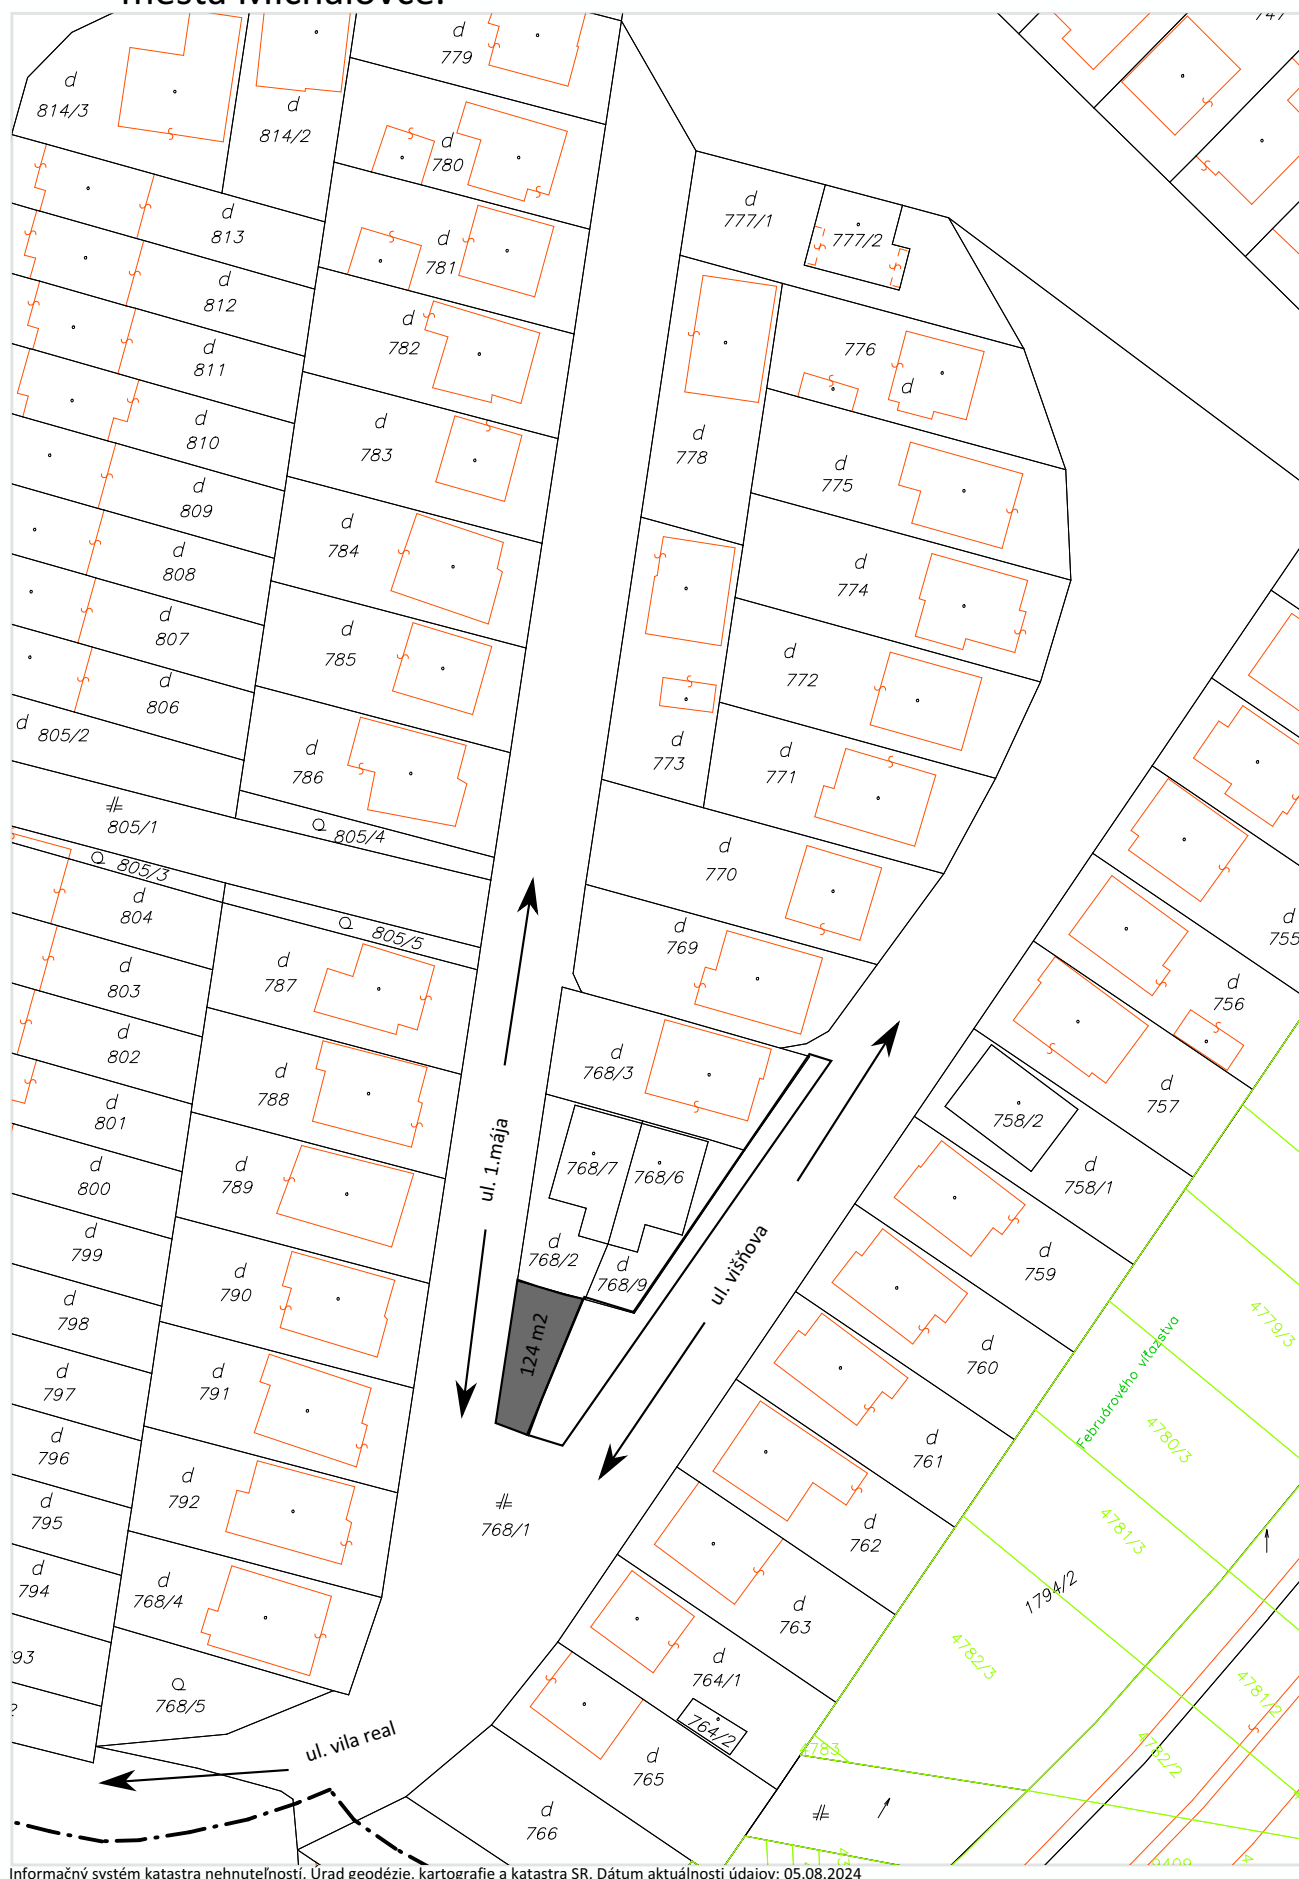 mesta Michalovce.
747
d
779
d
814/3
d
814/2
d
780
d
777/1
777/2
d
813
d
781
d
812
d
782
776
d
d
811
d
810
d
783
d
778
d
775
d
809
d
784
d
774
d
808
d
807
d
785
d
772
d
806
d 805/2
d
786
d
773
d
771
805/1
805/4
d
770
805/3
d
804
805/5
d
769
d
755
d
787
d
803
d
756
d
802
d
768/3
d
788
d
757
758/2
d
801
ul. 1.mája
768/7
768/6
d
789
d
800
d
758/1
d
799
d
768/2
d
768/9
ul. višňova
d
759
d
790
d
798
124 m2
4779/3
d
760
Februárového víťazstva
d
791
d
797
4780/3
d
796
d
761
d
792
768/1
d
795
4781/3
d
762
d
794
d
768/4
1794/2
d
763
793
4782/3
d
764/1
4781/2
768/5
764/2
ul. vila real
4783
4782/2
d
765
d
766
Informačný systém katastra nehnuteľností, Úrad geodézie, kartografie a katastra SR. Dátum aktuálnosti údajov: 05.08.2024